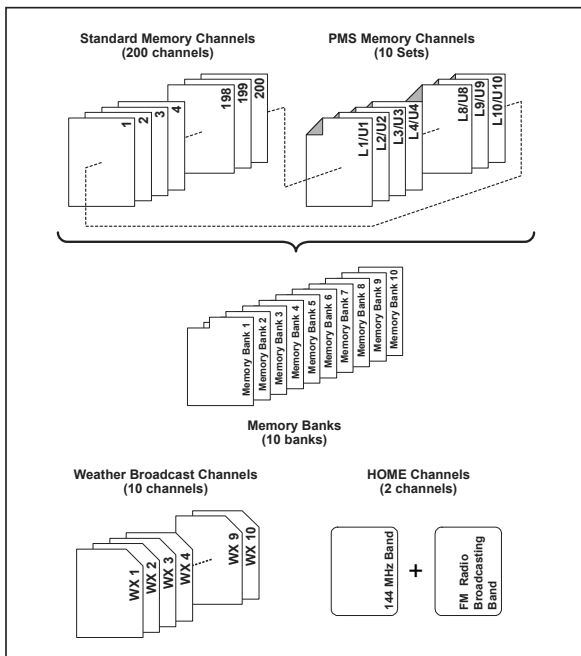 Standard Memory Channels
(200 channels)
PMS Memory Channels
(10 Sets)
1
2
3
4
198
199
200
L1/U1
L2/U2
L3/U3
L4/U4
L8/U8
L9/U9
L10/U10
Memory Bank 1
Memory Bank 2
Memory Bank 3
Memory Bank 4
Memory Bank 5
Memory Bank 6
Memory Bank 7
Memory Bank 8
Memory Bank 9
Memory Bank 10
Memory Banks
(10 banks)
Weather Broadcast Channels
(10 channels)
HOME Channels
(2 channels)
WX 1
WX 2
WX 3
WX 4
WX 9
WX 10
144 MHz Band
+
FM Radio
Broadcasting
Band